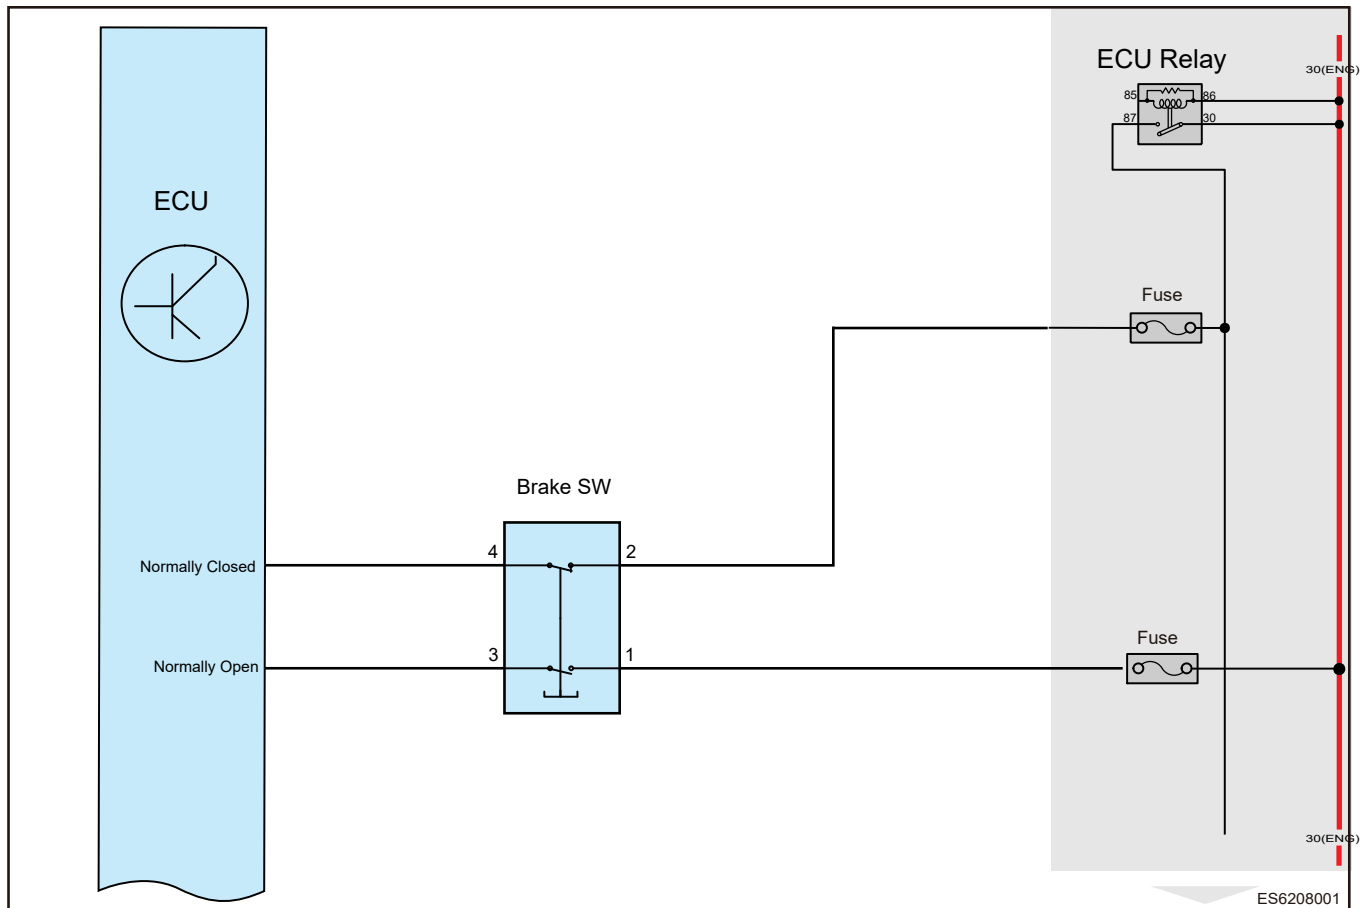 ECU Relay
30(ENG)
85
86
87
30
ECU
Fuse
Brake SW
4
2
Normally Closed
Fuse
3
1
Normally Open
30(ENG)
ES6208001